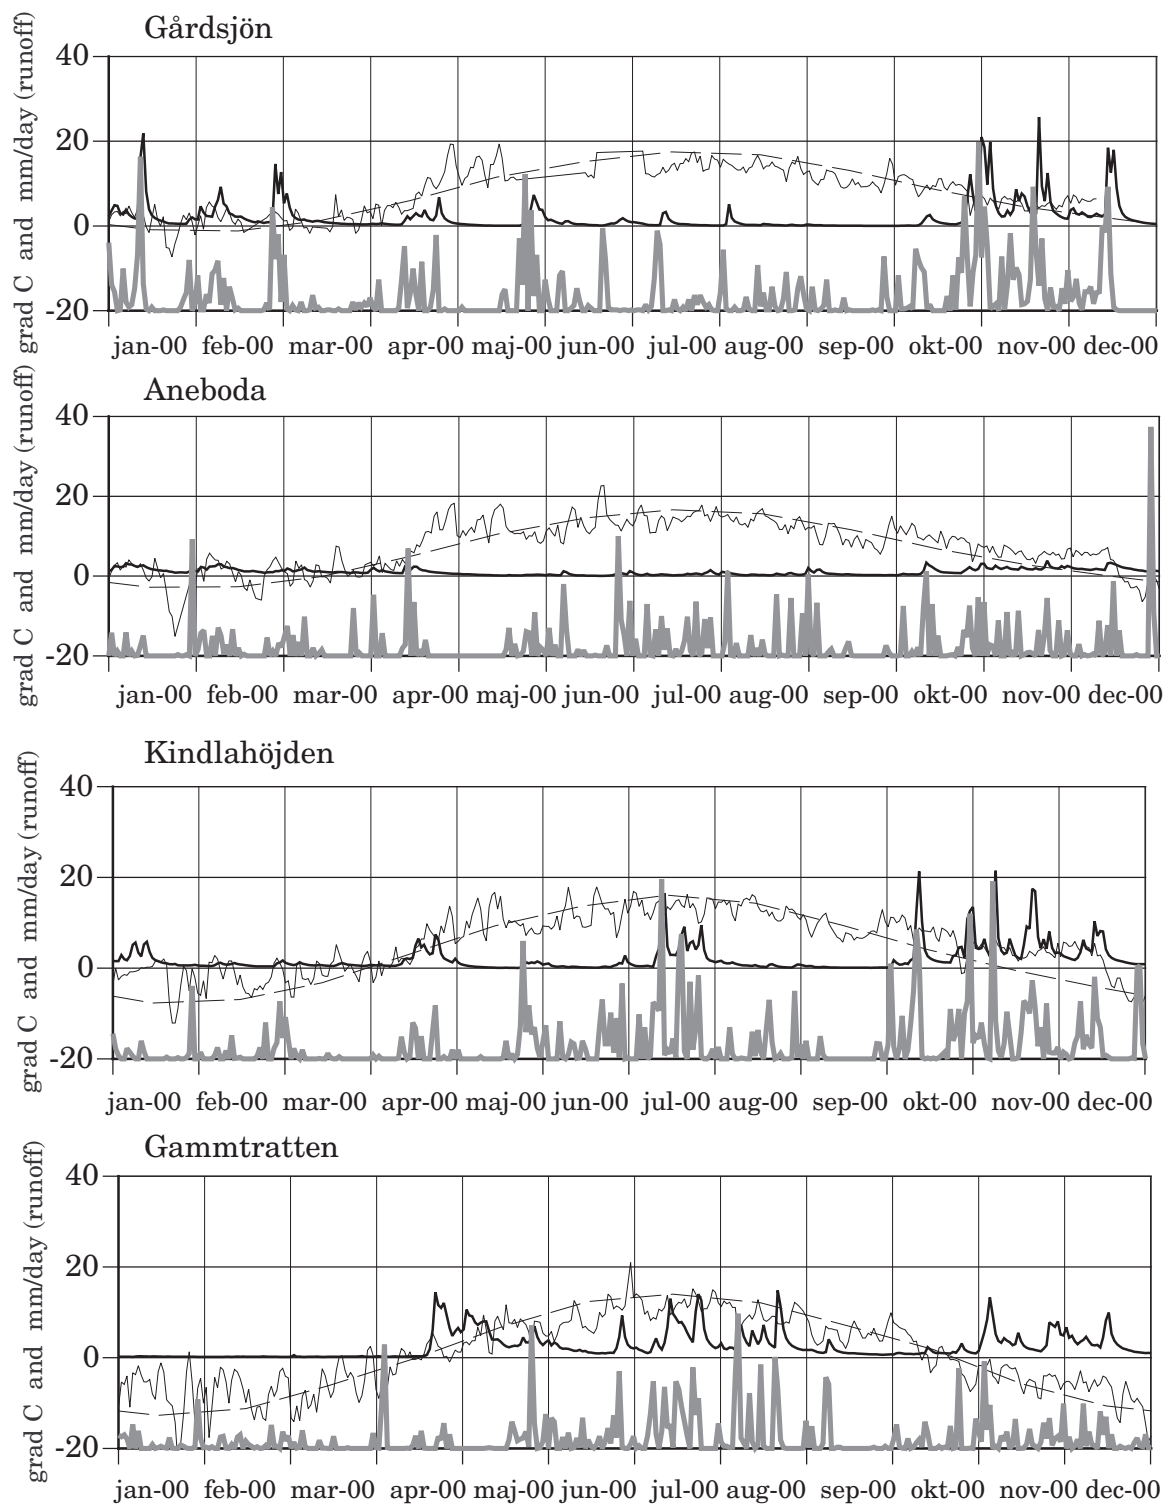 Gårdsjön
grad C and mm/day (runoff)
40
20
0
-20
jan-00 feb-00 mar-00 apr-00 maj-00 jun-00 jul-00 aug-00 sep-00 okt-00 nov-00 dec-00
Aneboda
grad C and mm/day (runoff)
40
20
0
-20
jan-00 feb-00 mar-00 apr-00 maj-00 jun-00 jul-00 aug-00 sep-00 okt-00 nov-00 dec-00
Kindlahöjden
grad C and mm/day (runoff)
40
20
0
-20
jan-00 feb-00 mar-00 apr-00 maj-00 jun-00 jul-00 aug-00 sep-00 okt-00 nov-00 dec-00
Gammtratten
grad C and mm/day (runoff)
40
20
0
-20
jan-00 feb-00 mar-00 apr-00 maj-00 jun-00 jul-00 aug-00 sep-00 okt-00 nov-00 dec-00